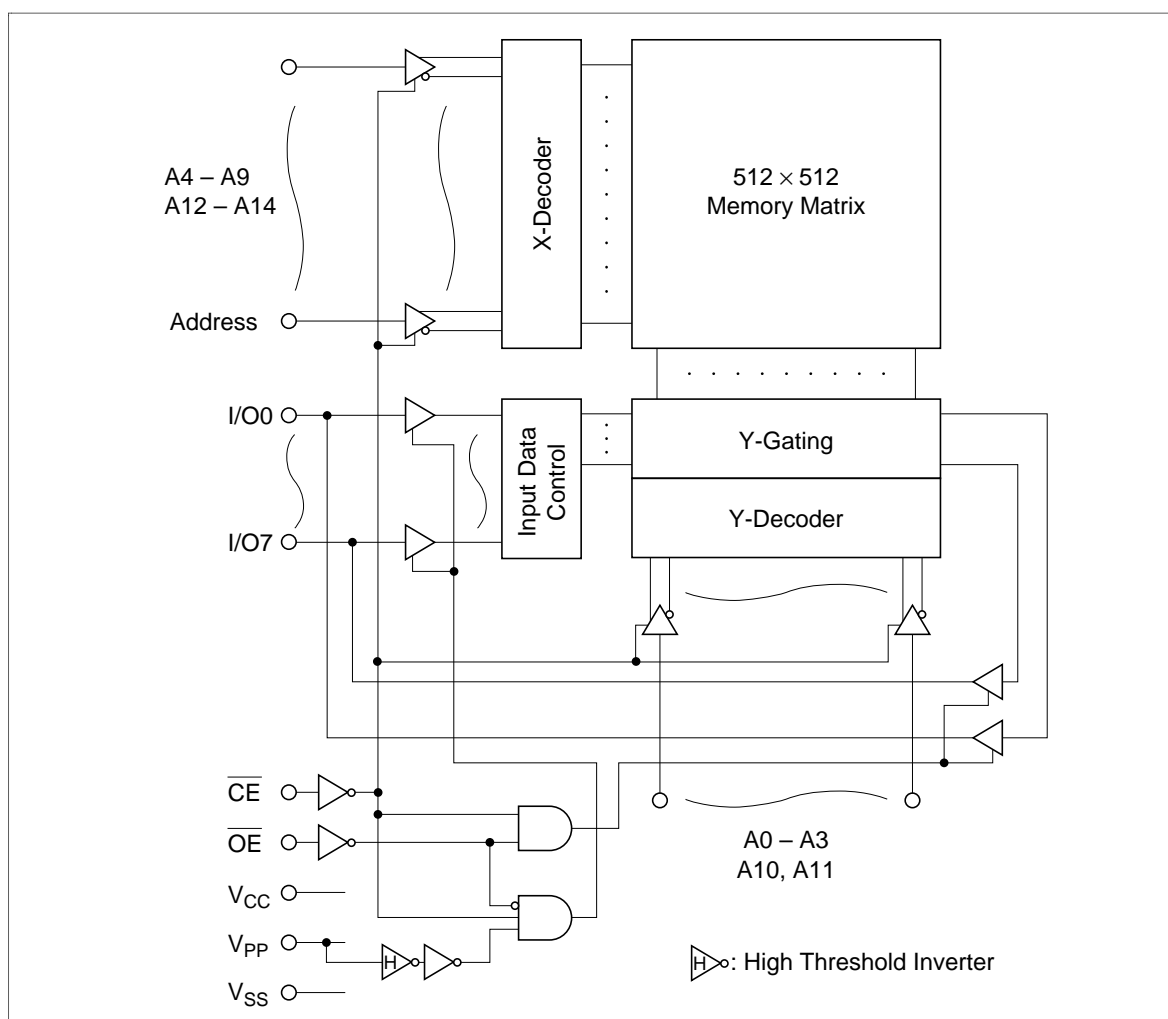 A4 – A9
A12 – A14
Address
X-Decoder
512 × 512
Memory Matrix
I/O0
I/O7
Input Data
Control
Y-Gating
Y-Decoder
CE
OE
VCC
VPP
VSS
A0 – A3
A10, A11
H
H
: High Threshold Inverter